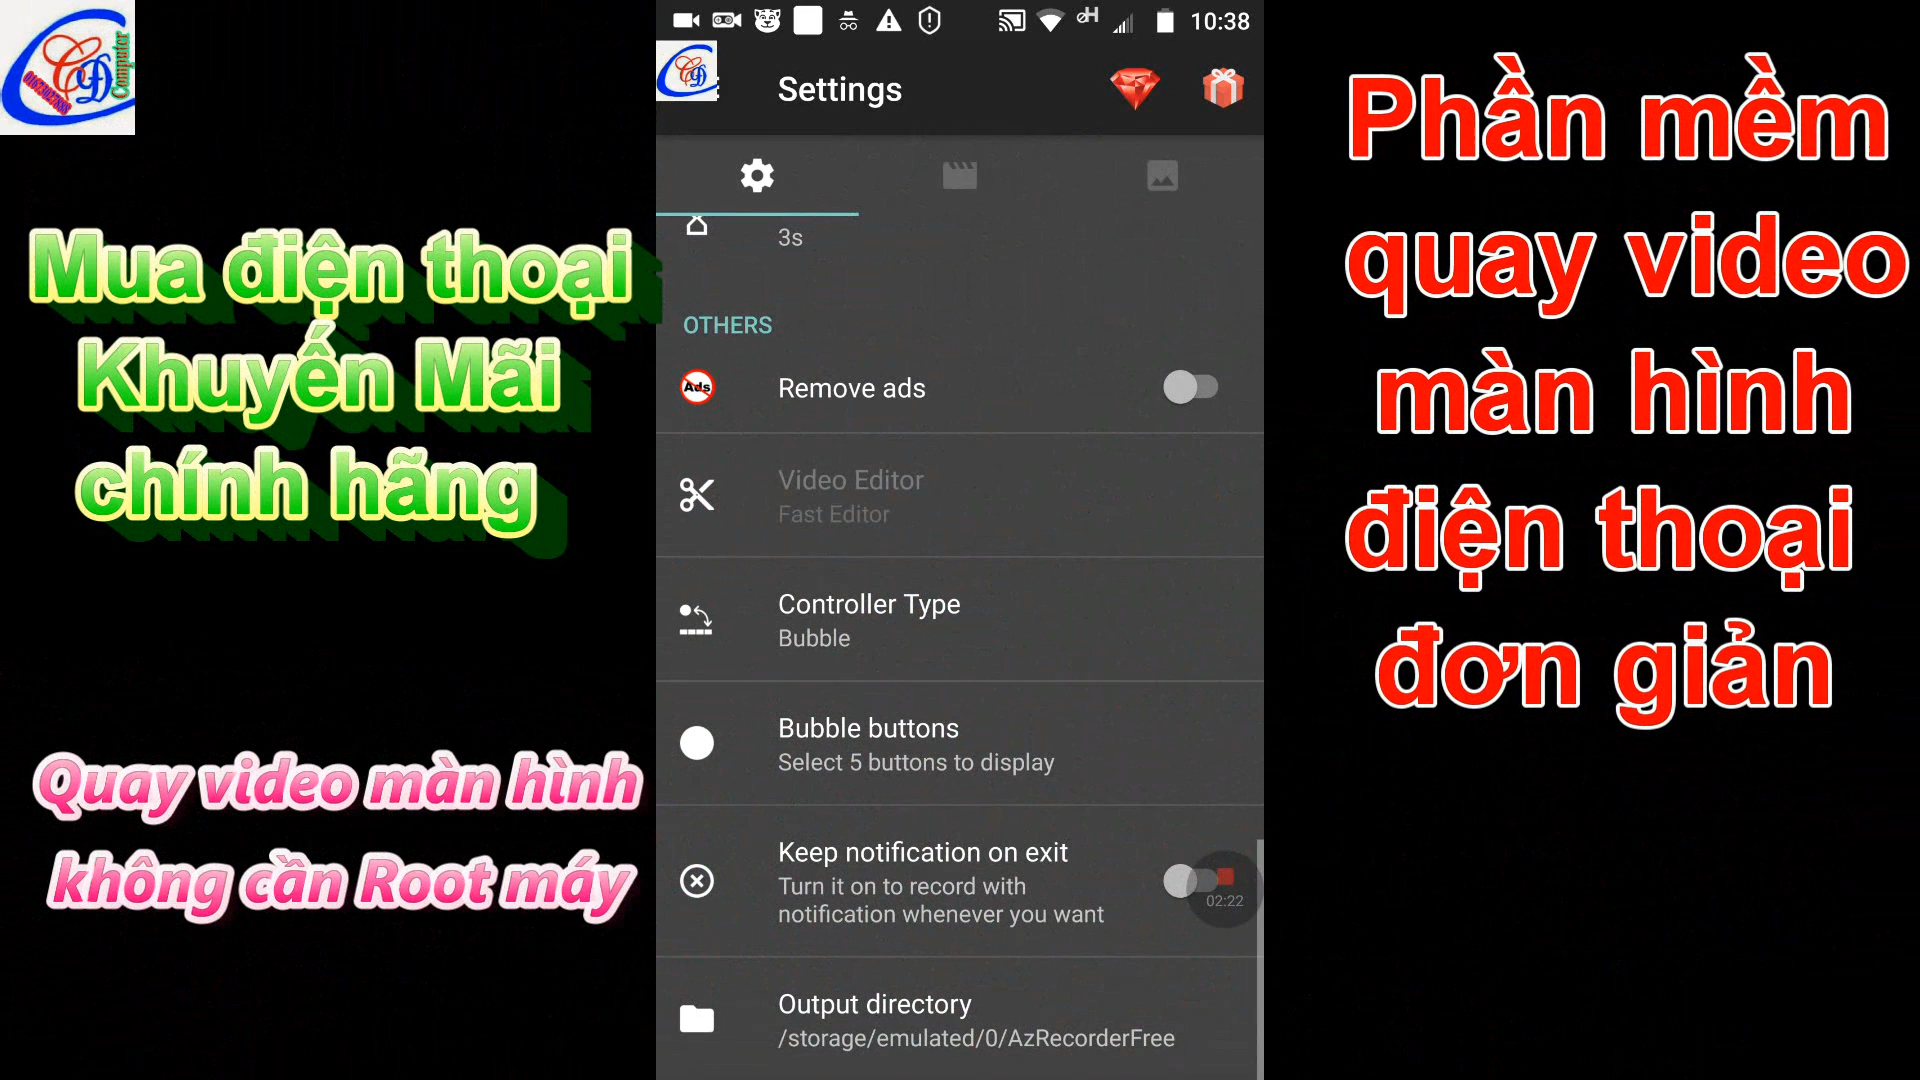 Computer
10:38
Settings
3s
OTHERS
Ads
Remove ads
Video Editor
Fast Editor
Controller Type
Bubble
Bubble buttons
Select 5 buttons to display
Keep notification on exit
Turn it on to record with
notification whenever you want
02:22
Output directory
/storage/emulated/0/AzRecorderFree
Mua điện thoại
Khuyến Mãi
chính hãng
Quay video màn hình
không cần Root máy
Phần mềm
quay video
màn hình
điện thoại
đơn giản